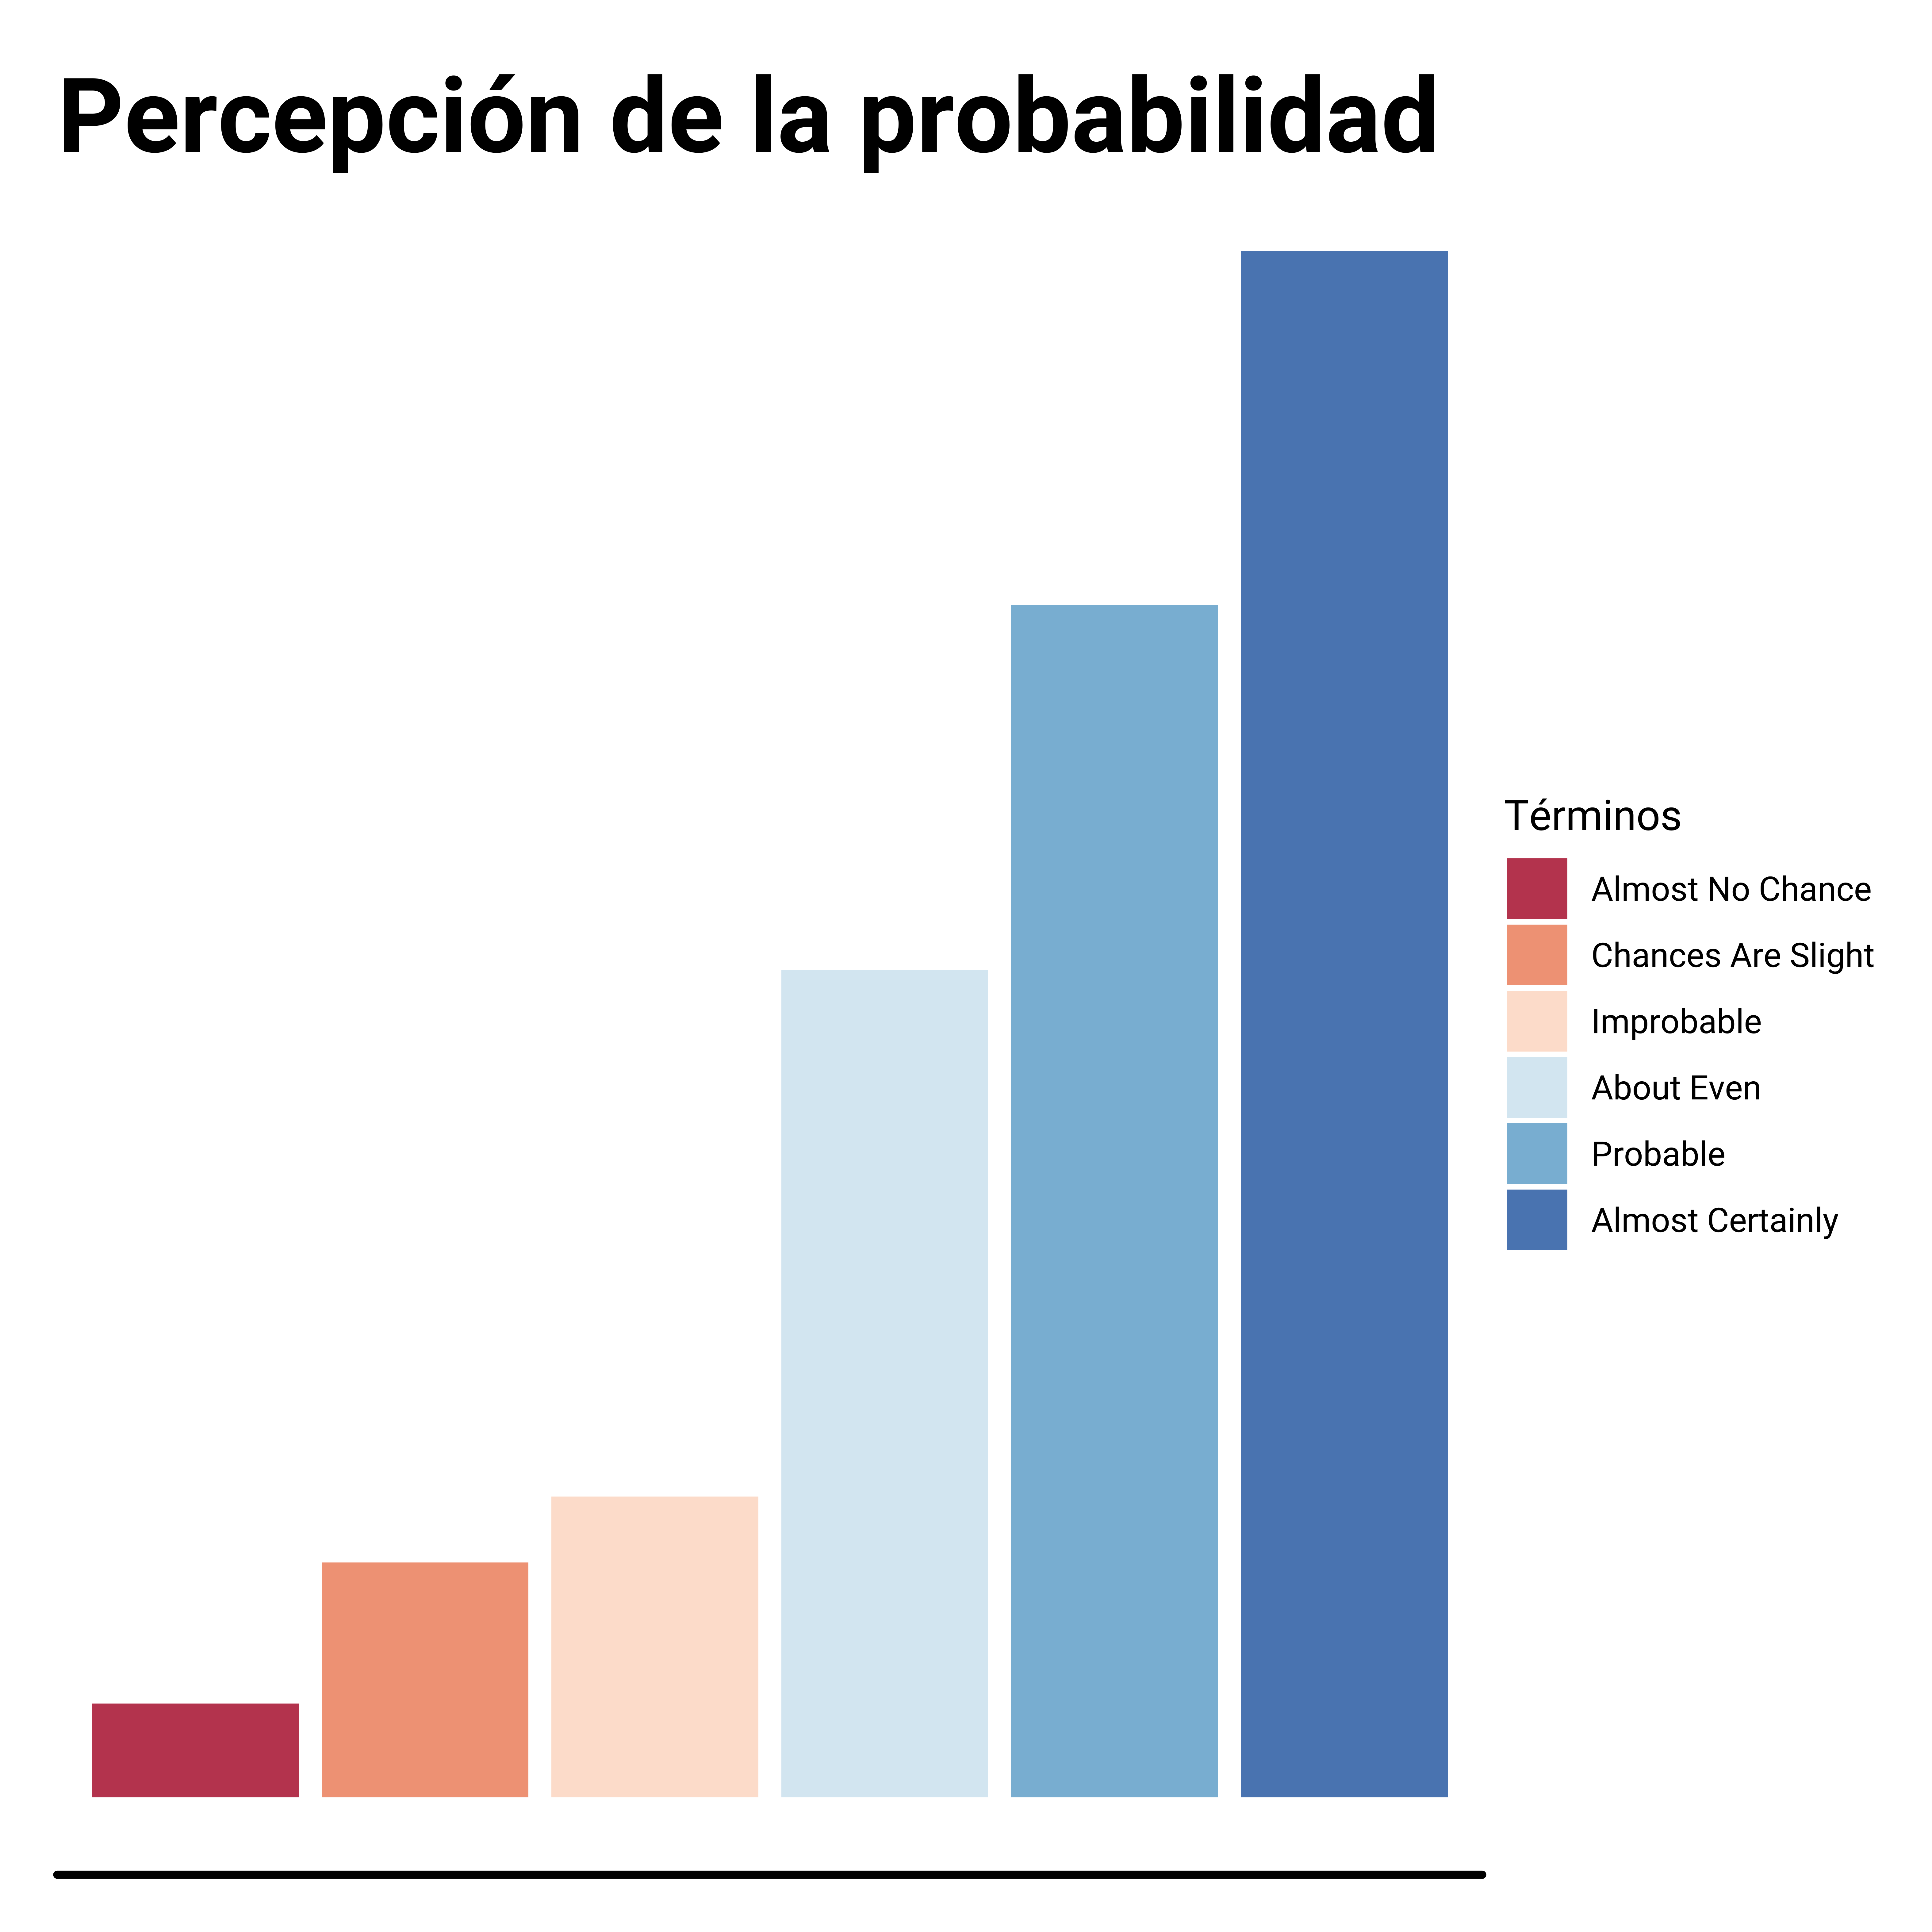 Percepción de la probabilidad
Términos
Almost No Chance
Chances Are Slight
Improbable
About Even
Probable
Almost Certainly